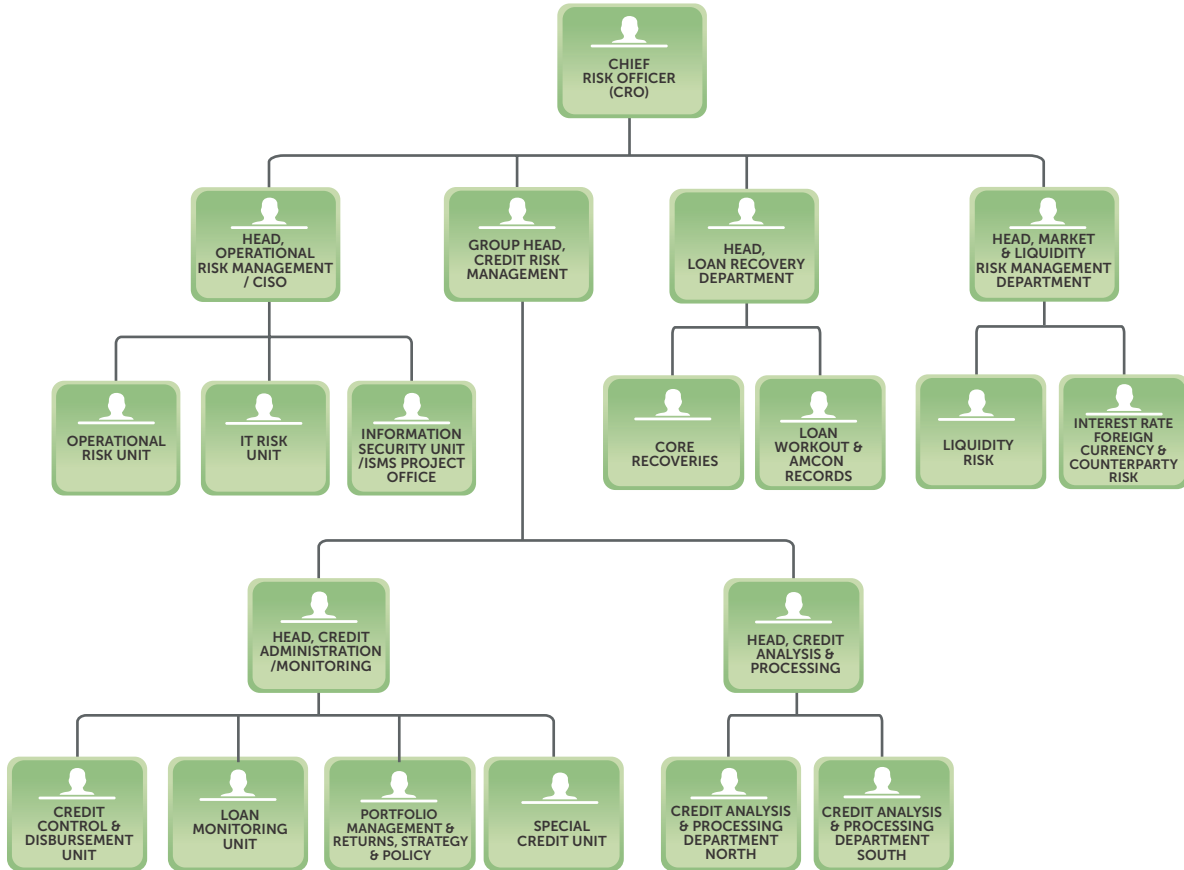 CHIEF
RISK OFFICER
(CRO)
HEAD,
OPERATIONAL
RISK MANAGEMENT
/ CISO
GROUP HEAD,
CREDIT RISK
MANAGEMENT
HEAD,
LOAN RECOVERY
DEPARTMENT
HEAD, MARKET
& LIQUIDITY
RISK MANAGEMENT
DEPARTMENT
OPERATIONAL
RISK UNIT
IT RISK
UNIT
INFORMATION
SECURITY UNIT
/ISMS PROJECT
OFFICE
CORE
RECOVERIES
LOAN
WORKOUT &
AMCON
RECORDS
LIQUIDITY
RISK
INTEREST RATE
FOREIGN
CURRENCY &
COUNTERPARTY
RISK
HEAD, CREDIT
ADMINISTRATION
/MONITORING
HEAD, CREDIT
ANALYSIS &
PROCESSING
CREDIT
CONTROL &
DISBURSEMENT
UNIT
LOAN
MONITORING
UNIT
PORTFOLIO
MANAGEMENT &
RETURNS, STRATEGY
& POLICY
SPECIAL
CREDIT UNIT
CREDIT ANALYSIS
& PROCESSING
DEPARTMENT
NORTH
CREDIT ANALYSIS
& PROCESSING
DEPARTMENT
SOUTH